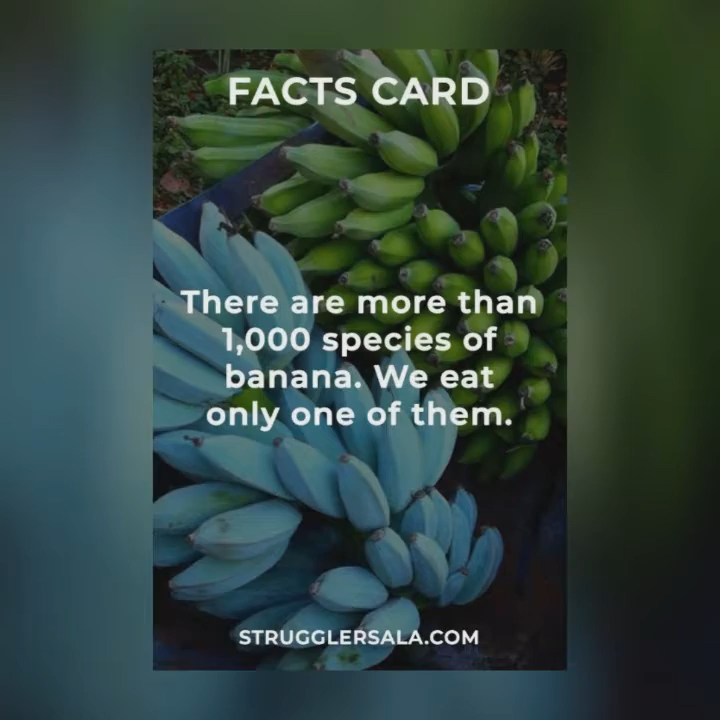 FACTS CARD
There are more than
1,000 species of
banana. We eat
only one of them.
STRUGGLERSALA.COM